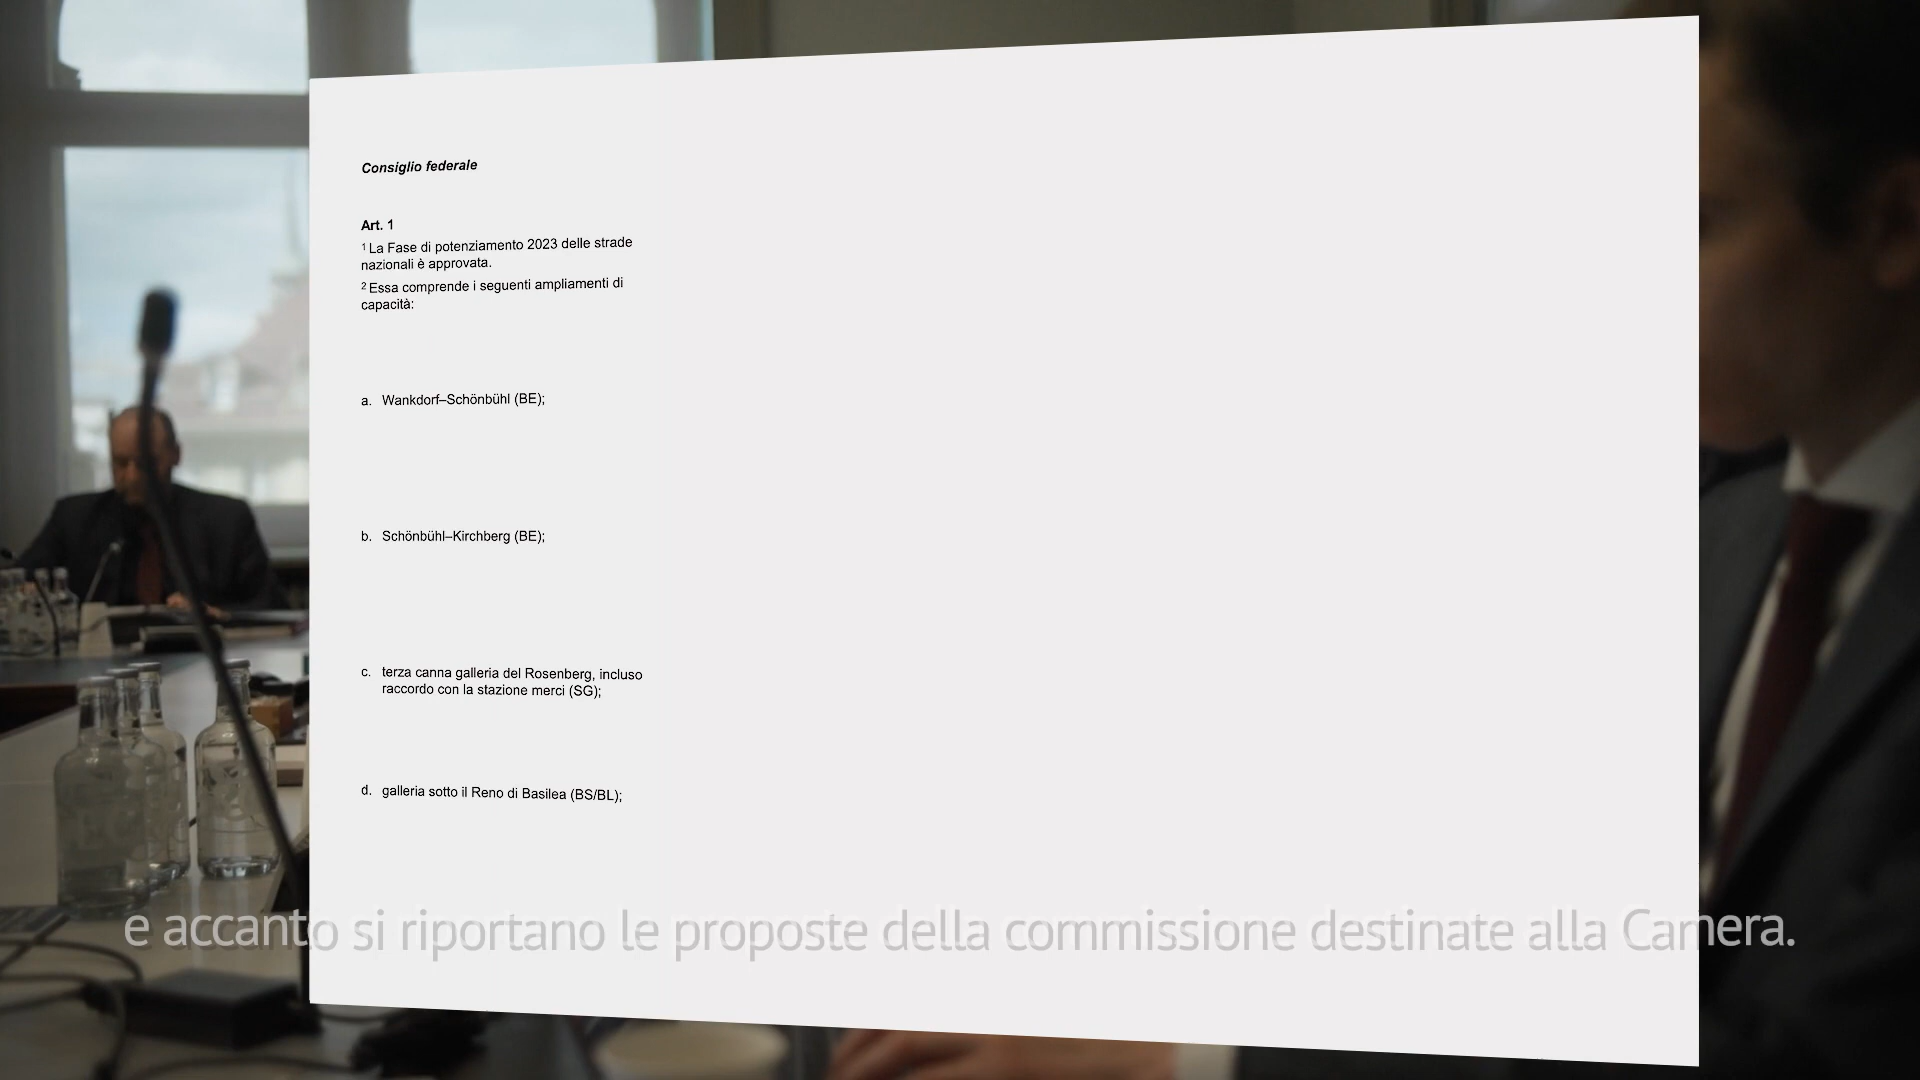 Consiglio federale
Art. 1
1 La Fase di potenziamento 2023 delle strade
nazionali è approvata.
2 Essa comprende i seguenti ampliamenti di
capacità:
a. Wankdorf–Schönbühl (BE);
b. Schönbühl–Kirchberg (BE);
c. terza canna galleria del Rosenberg, incluso
raccordo con la stazione merci (SG);
d. galleria sotto il Reno di Basilea (BS/BL);
e accanto si riportano le proposte della commissione destinate alla Camera.